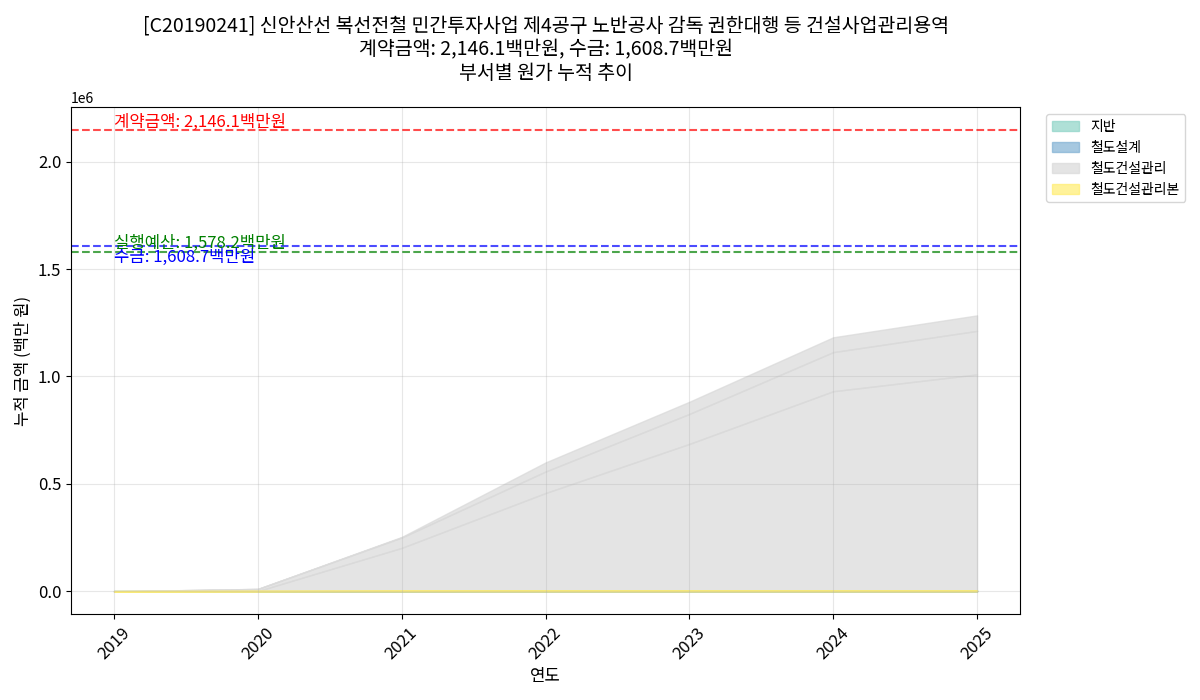 [C20190241] 신안산선 복선전철 민간투자사업 제4공구 노반공사 감독 권한대행 등 건설사업관리용역
계약금액: 2,146.1백만원, 수금: 1,608.7백만원
부서별 원가 누적 추이
1e6
계약금액: 2,146.1백만원
실행예산: 1,578.2백만원
수금: 1,608.7백만원
지반
철도설계
철도건설관리
철도건설관리본
누적 금액 (백만 원)
2.0
1.5
1.0
0.5
0.0
2019
2020
2021
2022
2023
2024
2025
연도